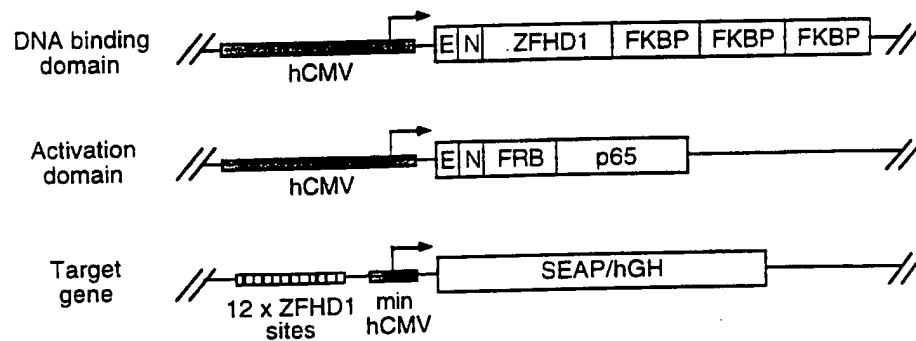 DNA binding
domain
hCMV
E N .ZFHD1 FKBP FKBP FKBP
Activation
domain
hCMV
E N FRB p65
Target
gene
12 x ZFHD1
sites
min
hCMV
SEAP/hGH